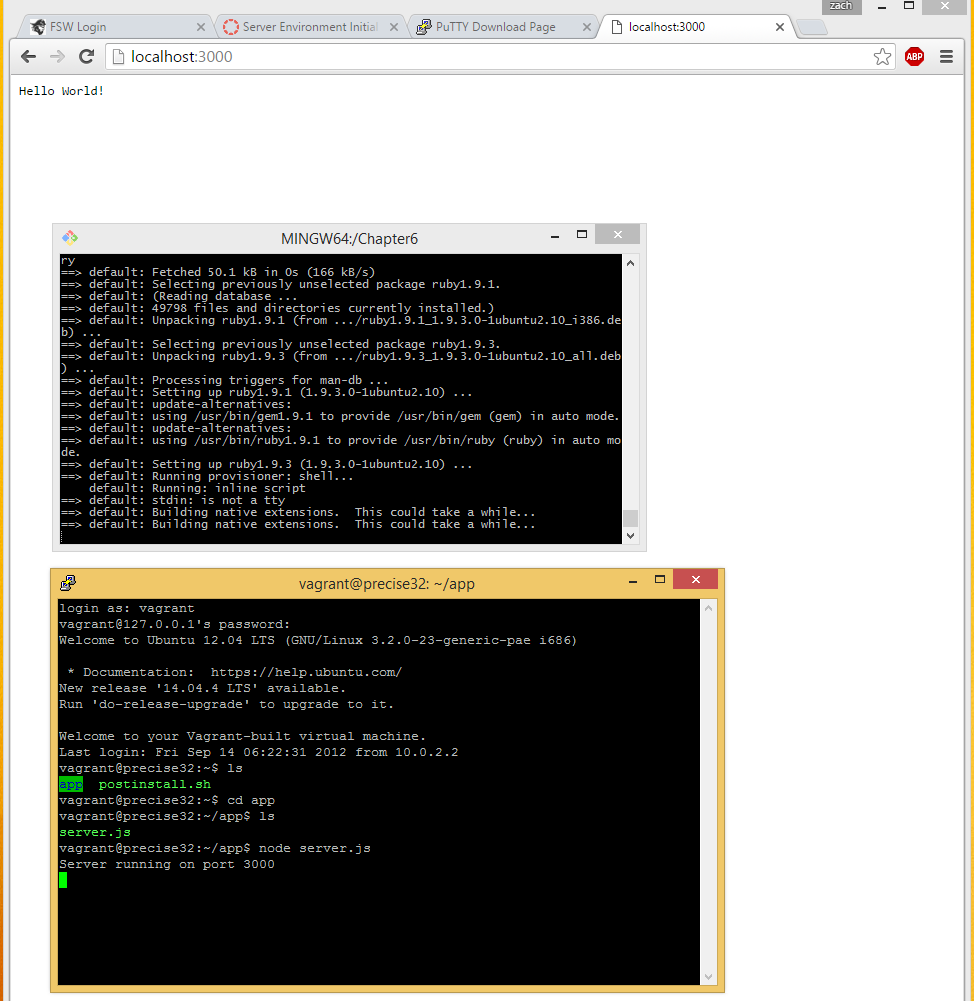 zach
FSW Login
Server Environment Initial
PuTTY Download Page
localhost:3000
localhost:3000
ABP
Hello World!
MINGW64:/Chapter6
ry
==> default: Fetched 50.1 kB in 0s (166 kB/s)
==> default: Selecting previously unselected package ruby1.9.1.
==> default: (Reading database ...
==> default: 49798 files and directories currently installed.)
==> default: Unpacking ruby1.9.1 (from .../ruby1.9.1_1.9.3.0-1ubuntu2.10_i386.de
b) ...
==> default: Selecting previously unselected package ruby1.9.3.
==> default: Unpacking ruby1.9.3 (from .../ruby1.9.3_1.9.3.0-1ubuntu2.10_all.deb
) ...
==> default: Processing triggers for man-db ...
==> default: Setting up ruby1.9.1 (1.9.3.0-1ubuntu2.10) ...
==> default: update-alternatives:
==> default: using /usr/bin/gem1.9.1 to provide /usr/bin/gem (gem) in auto mode.
==> default: update-alternatives:
==> default: using /usr/bin/ruby1.9.1 to provide /usr/bin/ruby (ruby) in auto mo
de.
==> default: Setting up ruby1.9.3 (1.9.3.0-1ubuntu2.10) ...
==> default: Running provisioner: shell...
    default: Running: inline script
==> default: stdin: is not a tty
==> default: Building native extensions.  This could take a while...
==> default: Building native extensions.  This could take a while...
vagrant@precise32: ~/app
login as: vagrant
vagrant@127.0.0.1's password:
Welcome to Ubuntu 12.04 LTS (GNU/Linux 3.2.0-23-generic-pae i686)
 * Documentation:  https://help.ubuntu.com/
New release '14.04.4 LTS' available.
Run 'do-release-upgrade' to upgrade to it.
Welcome to your Vagrant-built virtual machine.
Last login: Fri Sep 14 06:22:31 2012 from 10.0.2.2
vagrant@precise32:~$ ls
app  postinstall.sh
vagrant@precise32:~$ cd app
vagrant@precise32:~/app$ ls
server.js
vagrant@precise32:~/app$ node server.js
Server running on port 3000